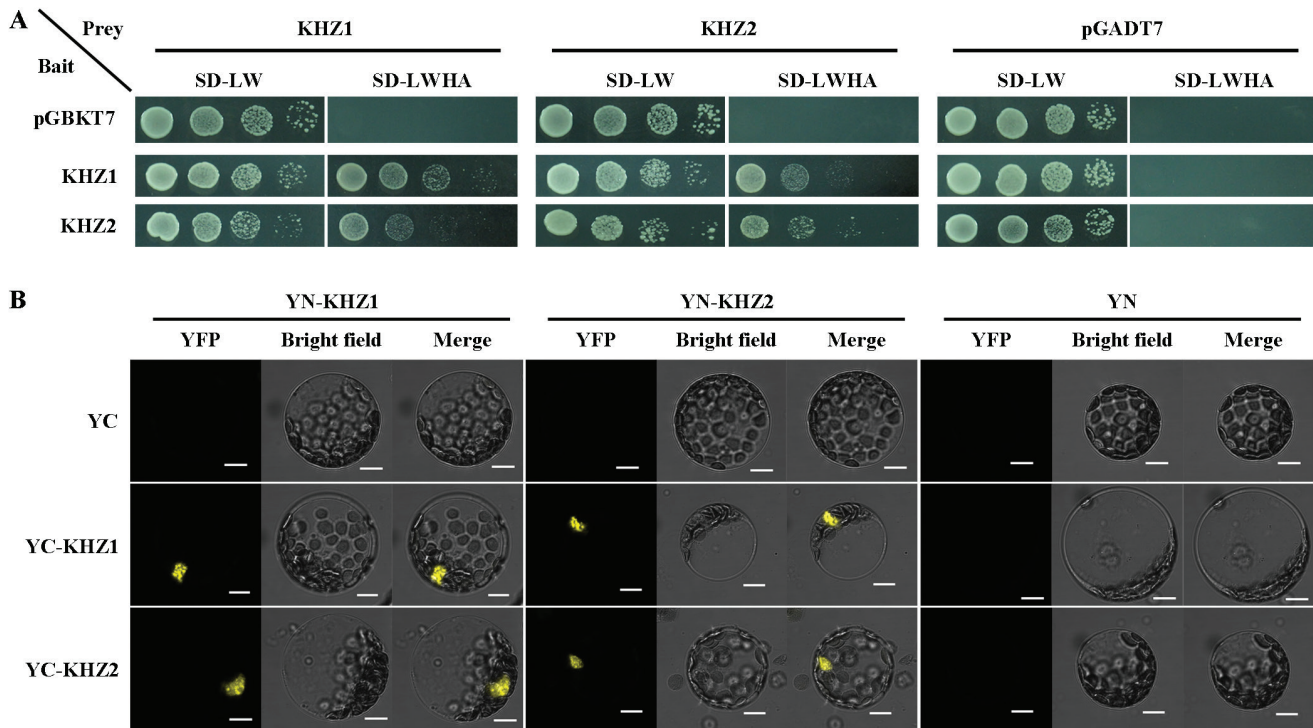 A
Prey
Bait
KHZ1 KHZ2 pGADT7
SD-LW SD-LWHA SD-LW SD-LWHA SD-LW SD-LWHA
pGBKT7
KHZ1
KHZ2
B
YN-KHZ1 YN-KHZ2 YN
YFP Bright field Merge YFP Bright field Merge YFP Bright field Merge
YC
YC-KHZ1
YC-KHZ2